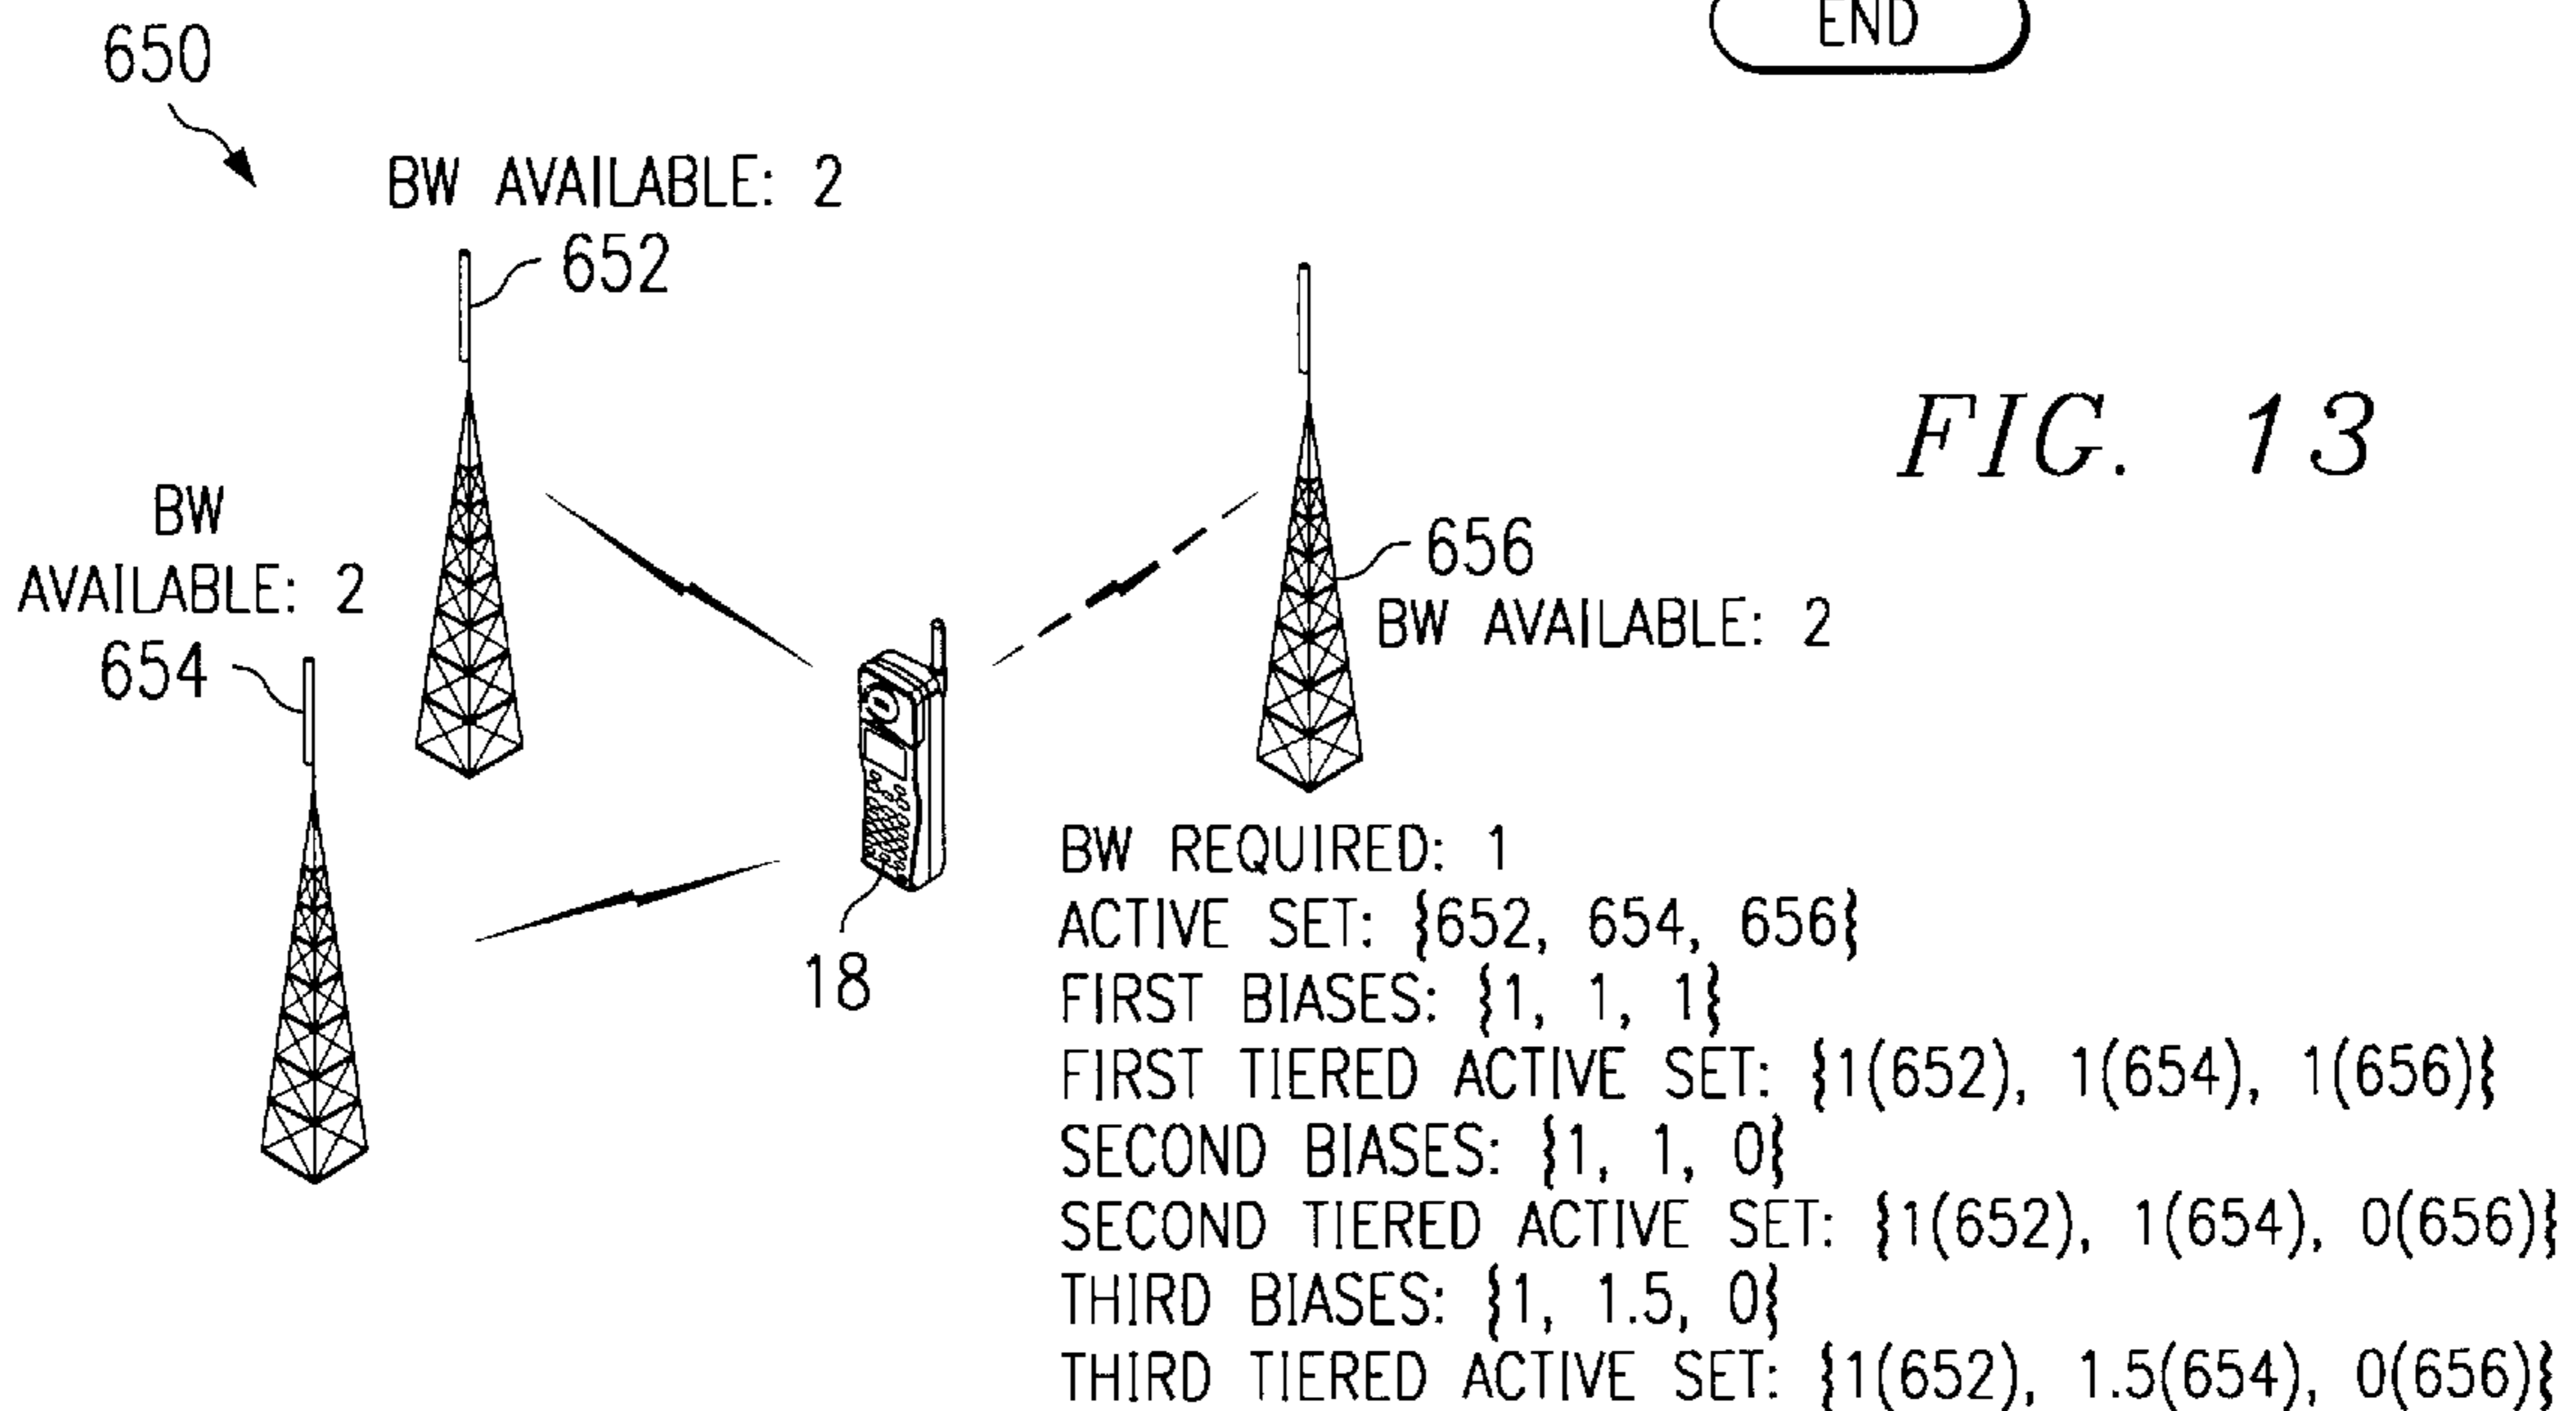 END
650
BW AVAILABLE: 2
652
FIG. 13
BW
AVAILABLE: 2
654
656
BW AVAILABLE: 2
18
BW REQUIRED: 1
ACTIVE SET: {652, 654, 656}
FIRST BIASES: {1, 1, 1}
FIRST TIERED ACTIVE SET: {1(652), 1(654), 1(656)}
SECOND BIASES: {1, 1, 0}
SECOND TIERED ACTIVE SET: {1(652), 1(654), 0(656)}
THIRD BIASES: {1, 1.5, 0}
THIRD TIERED ACTIVE SET: {1(652), 1.5(654), 0(656)}